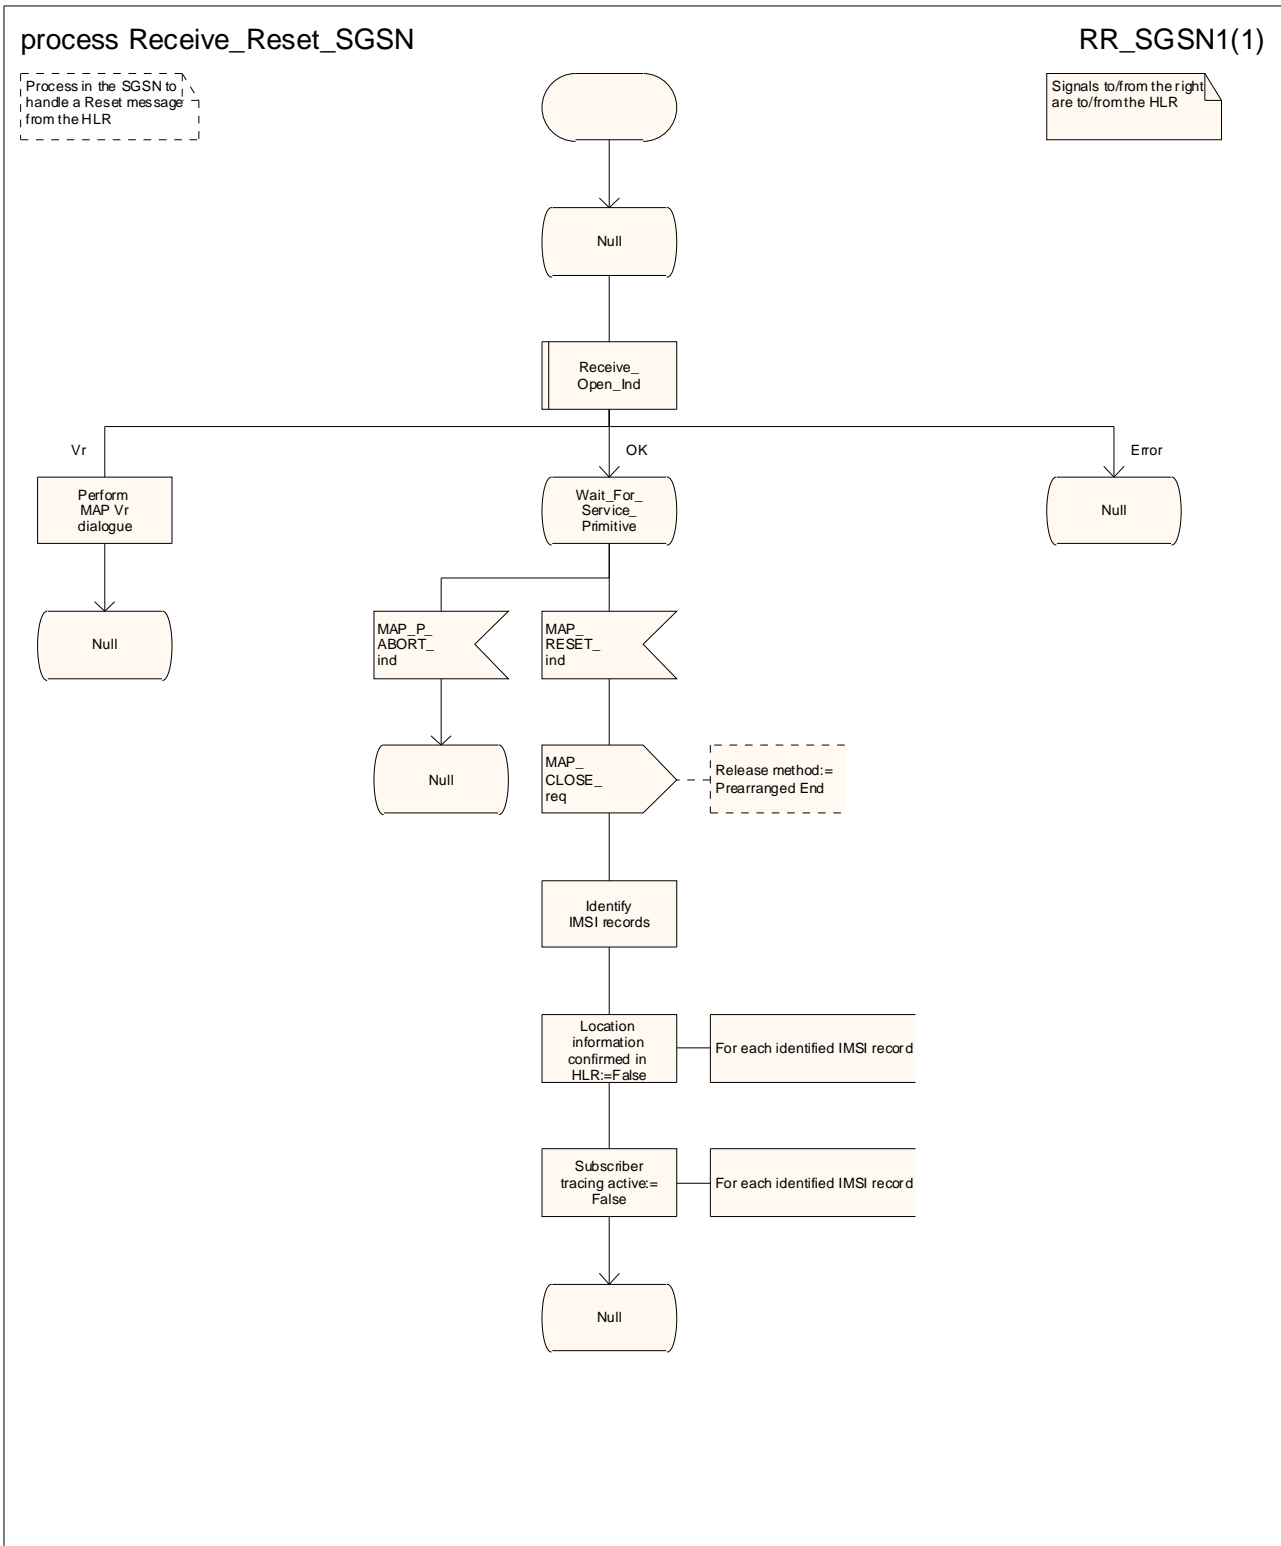 process Receive_Reset_SGSN
RR_SGSN1(1)
Process in the SGSN to
handle a Reset message
from the HLR
Signals to/from the right
are to/from the HLR
Null
Receive_
Open_Ind
Vr
OK
Error
Perform
MAP Vr
dialogue
Wait_For_
Service_
Primitive
Null
Null
MAP_P_
ABORT_
ind
MAP_
RESET_
ind
Null
MAP_
CLOSE_
req
Release method:=
Prearranged End
Identify
IMSI records
Location
information
confirmed in
HLR:=False
For each identified IMSI record
Subscriber
tracing active:=
False
For each identified IMSI record
Null